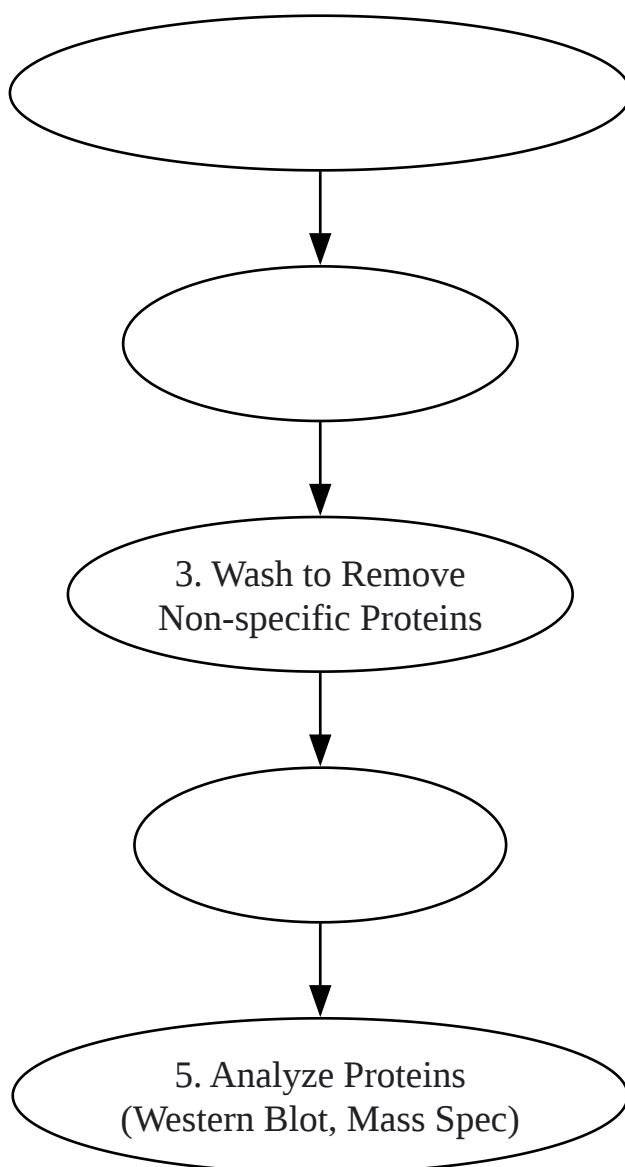 3. Wash to Remove
Non-specific Proteins
5. Analyze Proteins
(Western Blot, Mass Spec)